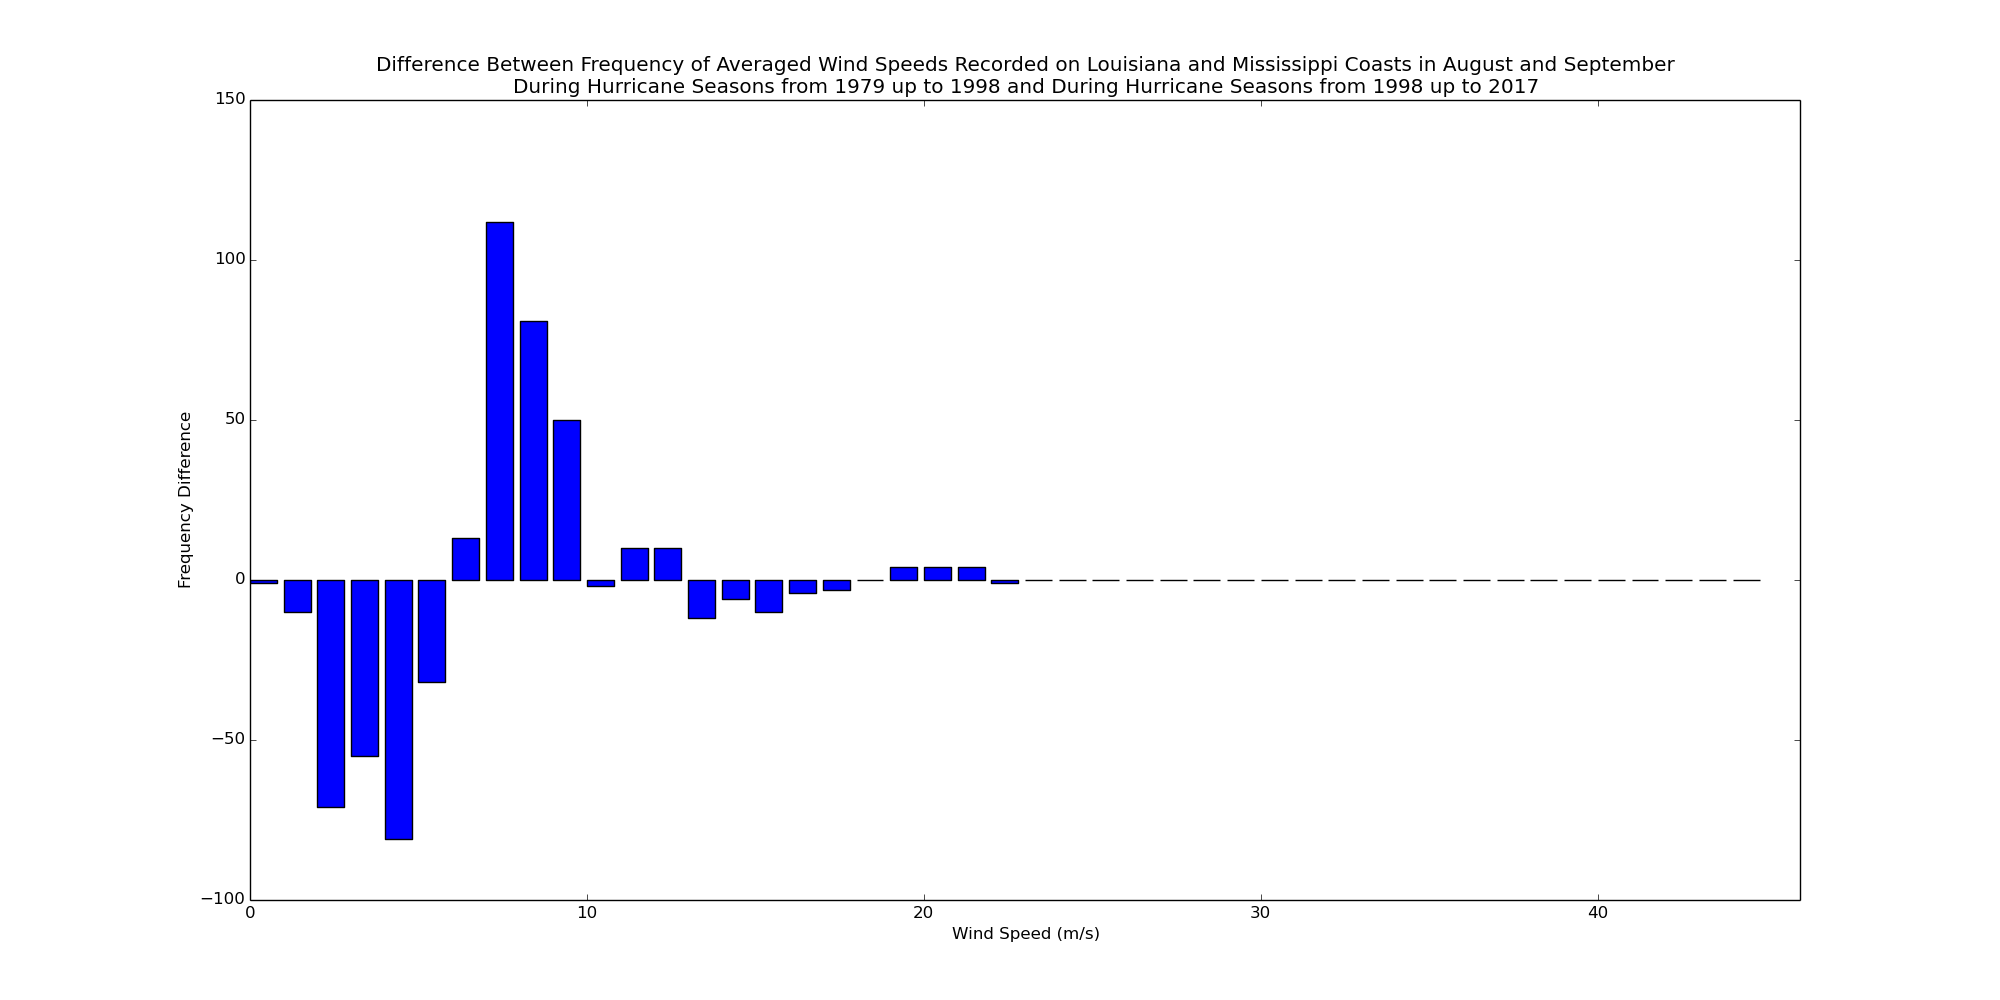 Difference Between Frequency of Averaged Wind Speeds Recorded on Louisiana and Mississippi Coasts in August and September
During Hurricane Seasons from 1979 up to 1998 and During Hurricane Seasons from 1998 up to 2017
150
100
50
0
−50
−100
Frequency Difference
0 10 20 30 40
Wind Speed (m/s)